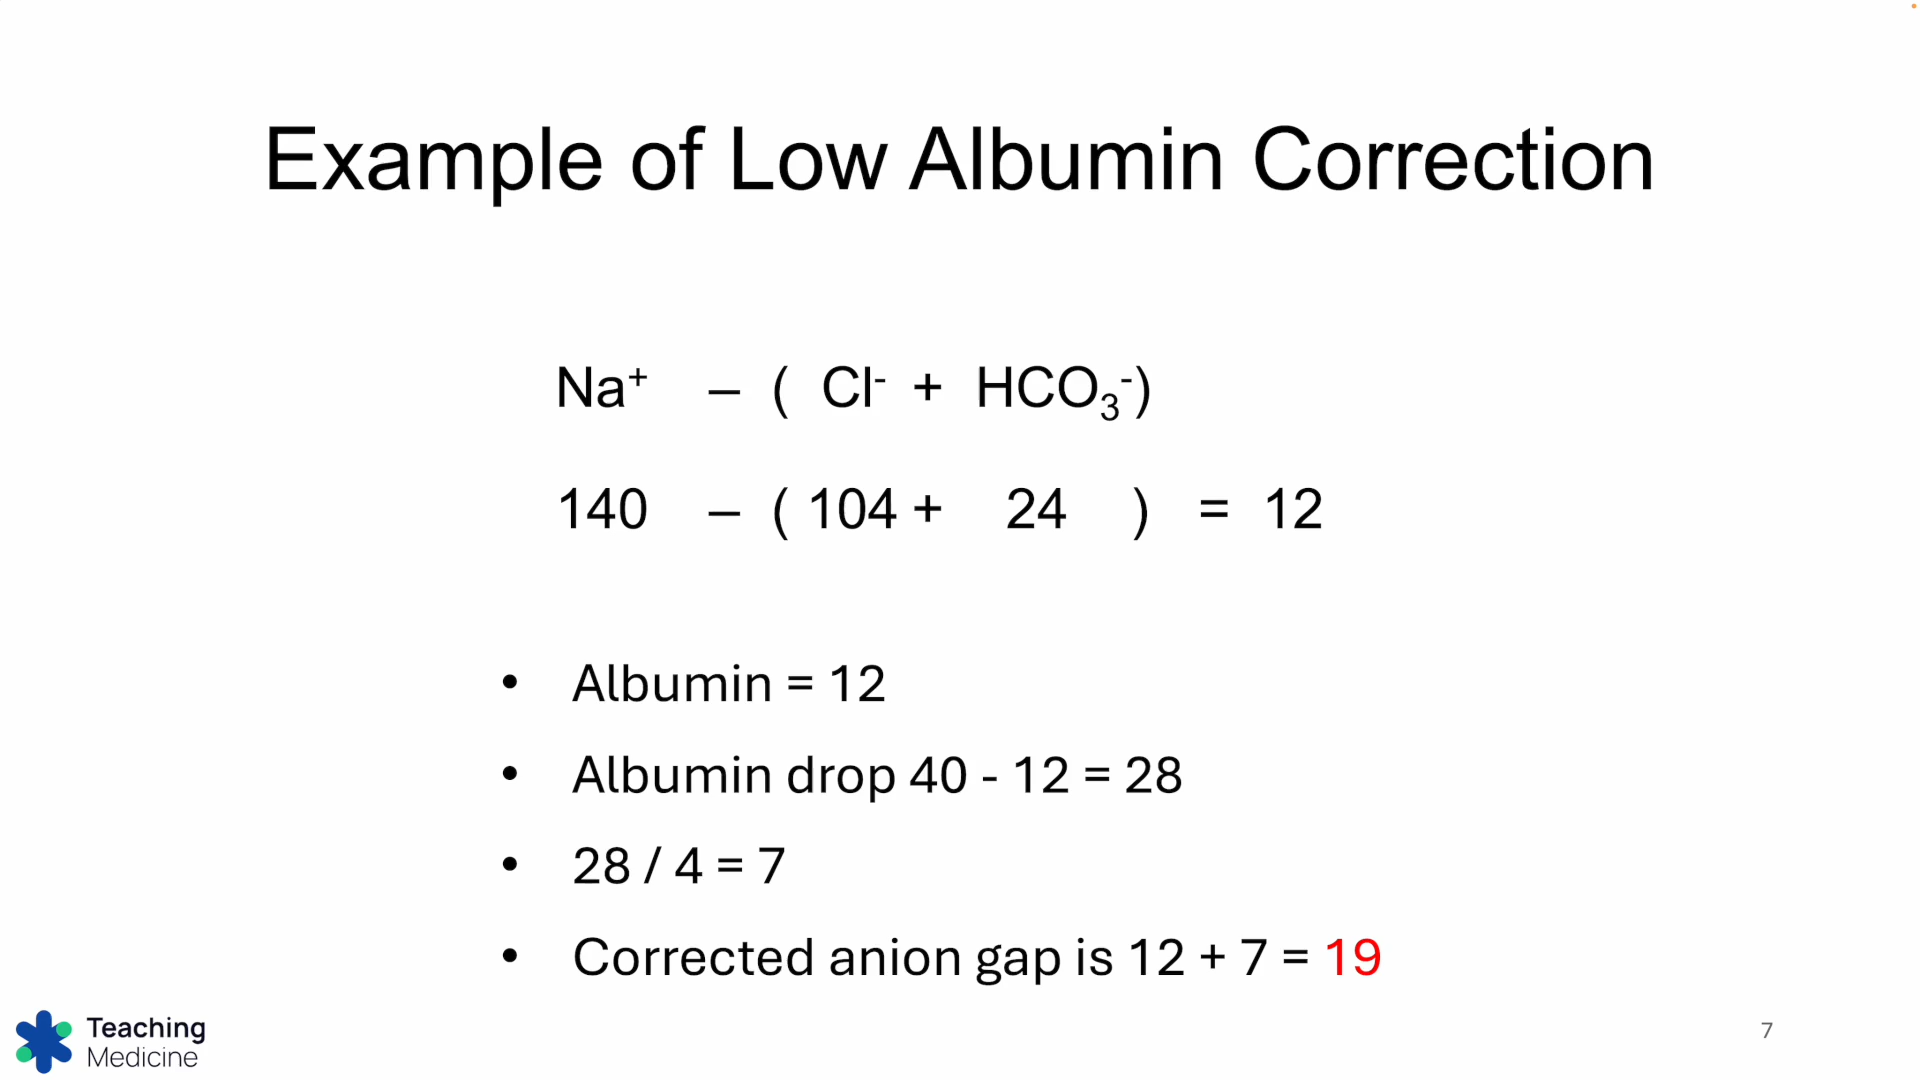 Example of Low Albumin Correction
Na⁺ – ( Cl⁻ + HCO₃⁻)
140 – ( 104 + 24 ) = 12
• Albumin = 12
• Albumin drop 40 - 12 = 28
• 28 / 4 = 7
• Corrected anion gap is 12 + 7 = 19
Teaching
Medicine
7